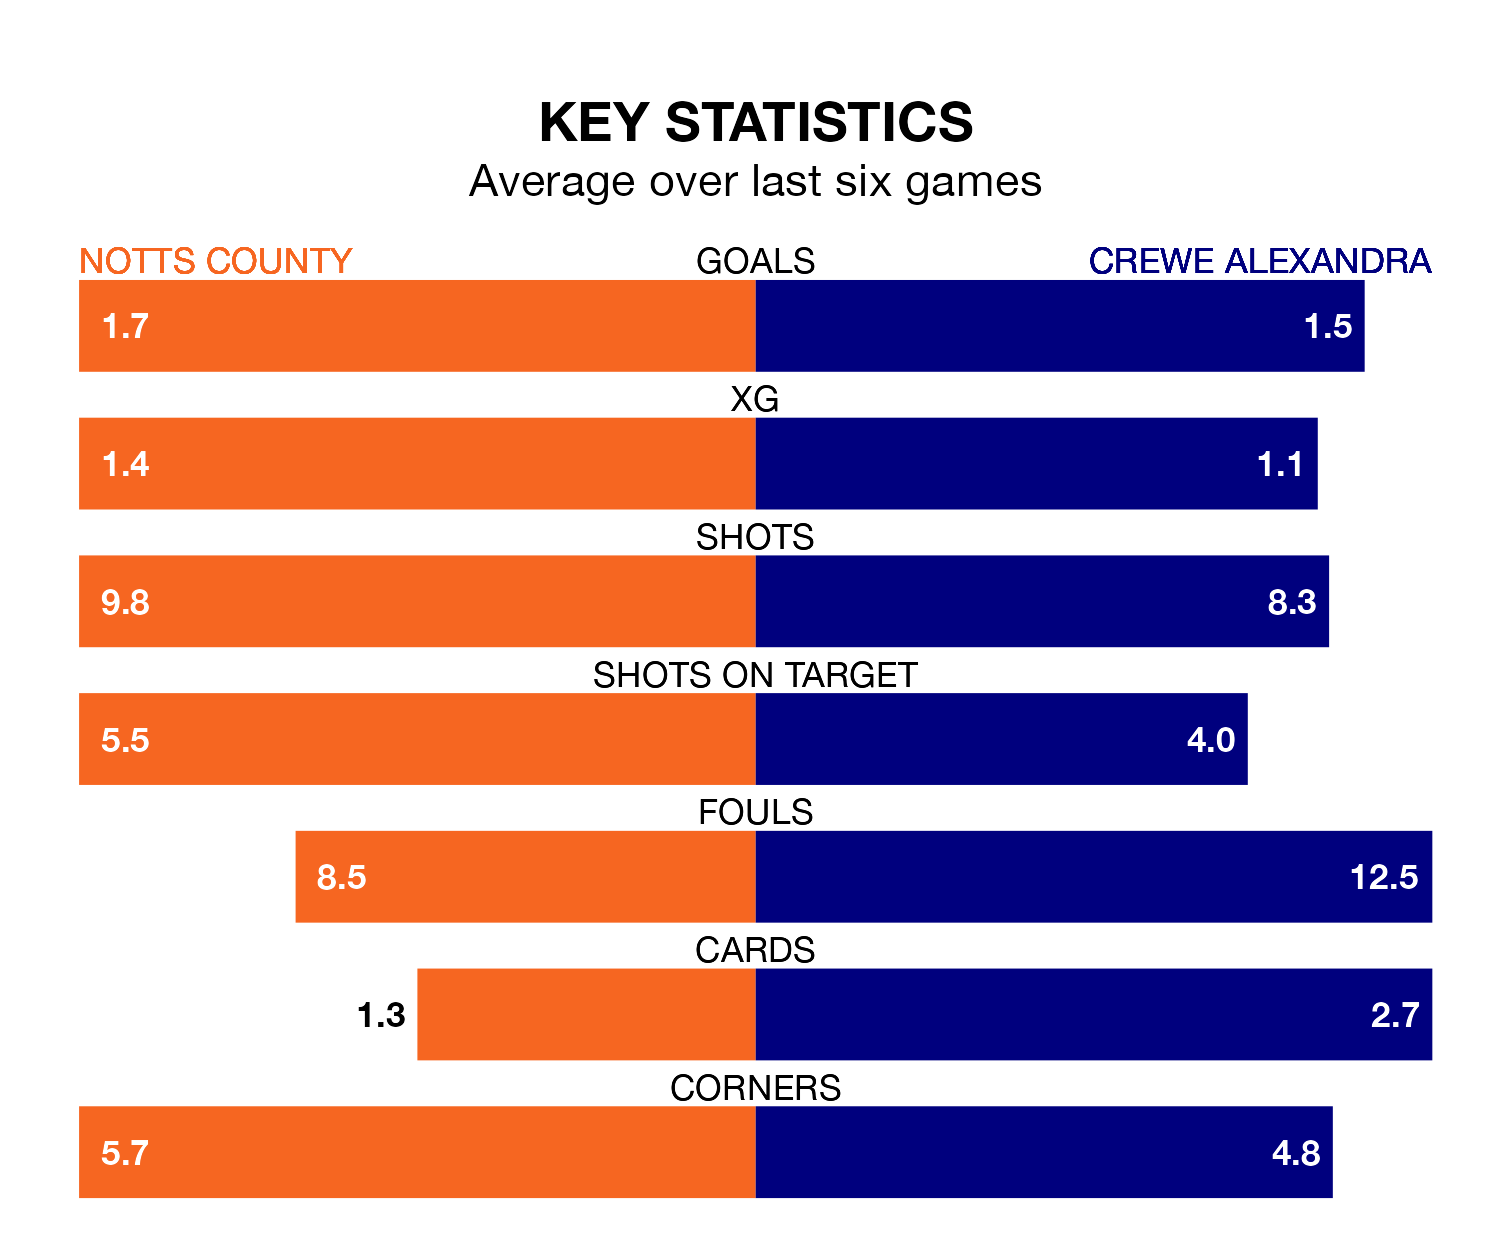 KEY STATISTICS
Average over last six games
NOTTS COUNTY GOALS CREWE ALEXANDRA
1.7 1.5
XG
1.4 1.1
SHOTS
9.8 8.3
SHOTS ON TARGET
5.5 4.0
FOULS
8.5 12.5
CARDS
1.3 2.7
CORNERS
5.7 4.8